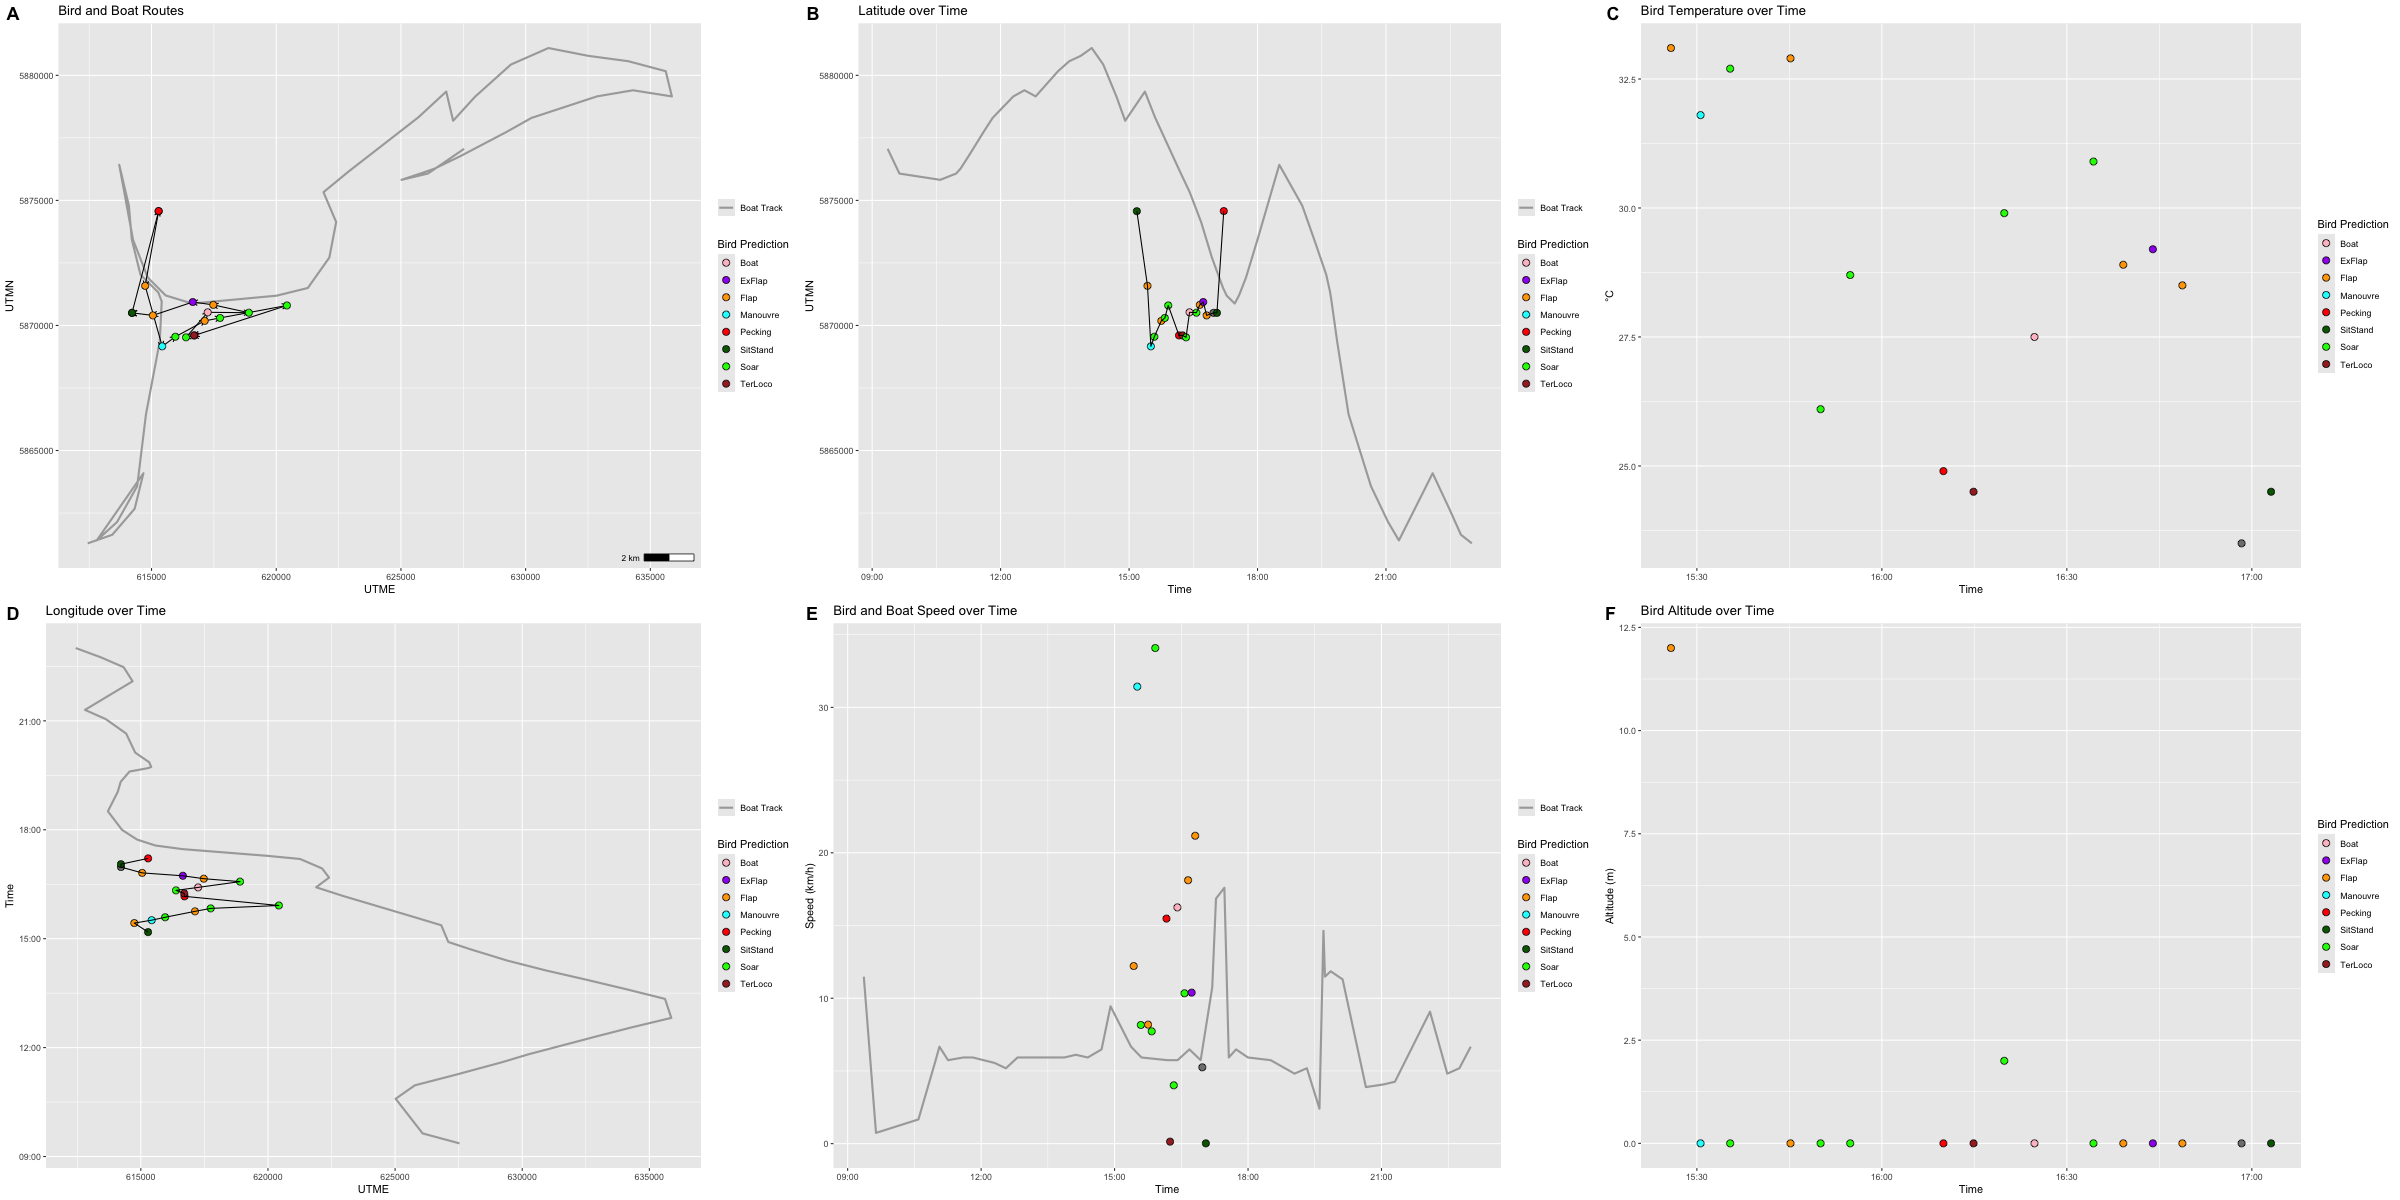 A
Bird and Boat Routes
5880000
5875000
5870000
5865000
UTMN
615000
620000
625000
630000
635000
UTME
2 km
Boat Track
Bird Prediction
Boat
ExFlap
Flap
Manouvre
Pecking
SitStand
Soar
TerLoco
B
Latitude over Time
5880000
5875000
5870000
5865000
UTMN
09:00
12:00
15:00
18:00
21:00
Time
Boat Track
Bird Prediction
Boat
ExFlap
Flap
Manouvre
Pecking
SitStand
Soar
TerLoco
C
Bird Temperature over Time
32.5
30.0
27.5
25.0
°C
15:30
16:00
16:30
17:00
Time
Bird Prediction
Boat
ExFlap
Flap
Manouvre
Pecking
SitStand
Soar
TerLoco
D
Longitude over Time
21:00
18:00
15:00
12:00
09:00
Time
615000
620000
625000
630000
635000
UTME
Boat Track
Bird Prediction
Boat
ExFlap
Flap
Manouvre
Pecking
SitStand
Soar
TerLoco
E
Bird and Boat Speed over Time
30
20
10
0
Speed (km/h)
09:00
12:00
15:00
18:00
21:00
Time
Boat Track
Bird Prediction
Boat
ExFlap
Flap
Manouvre
Pecking
SitStand
Soar
TerLoco
F
Bird Altitude over Time
12.5
10.0
7.5
5.0
2.5
0.0
Altitude (m)
15:30
16:00
16:30
17:00
Time
Bird Prediction
Boat
ExFlap
Flap
Manouvre
Pecking
SitStand
Soar
TerLoco